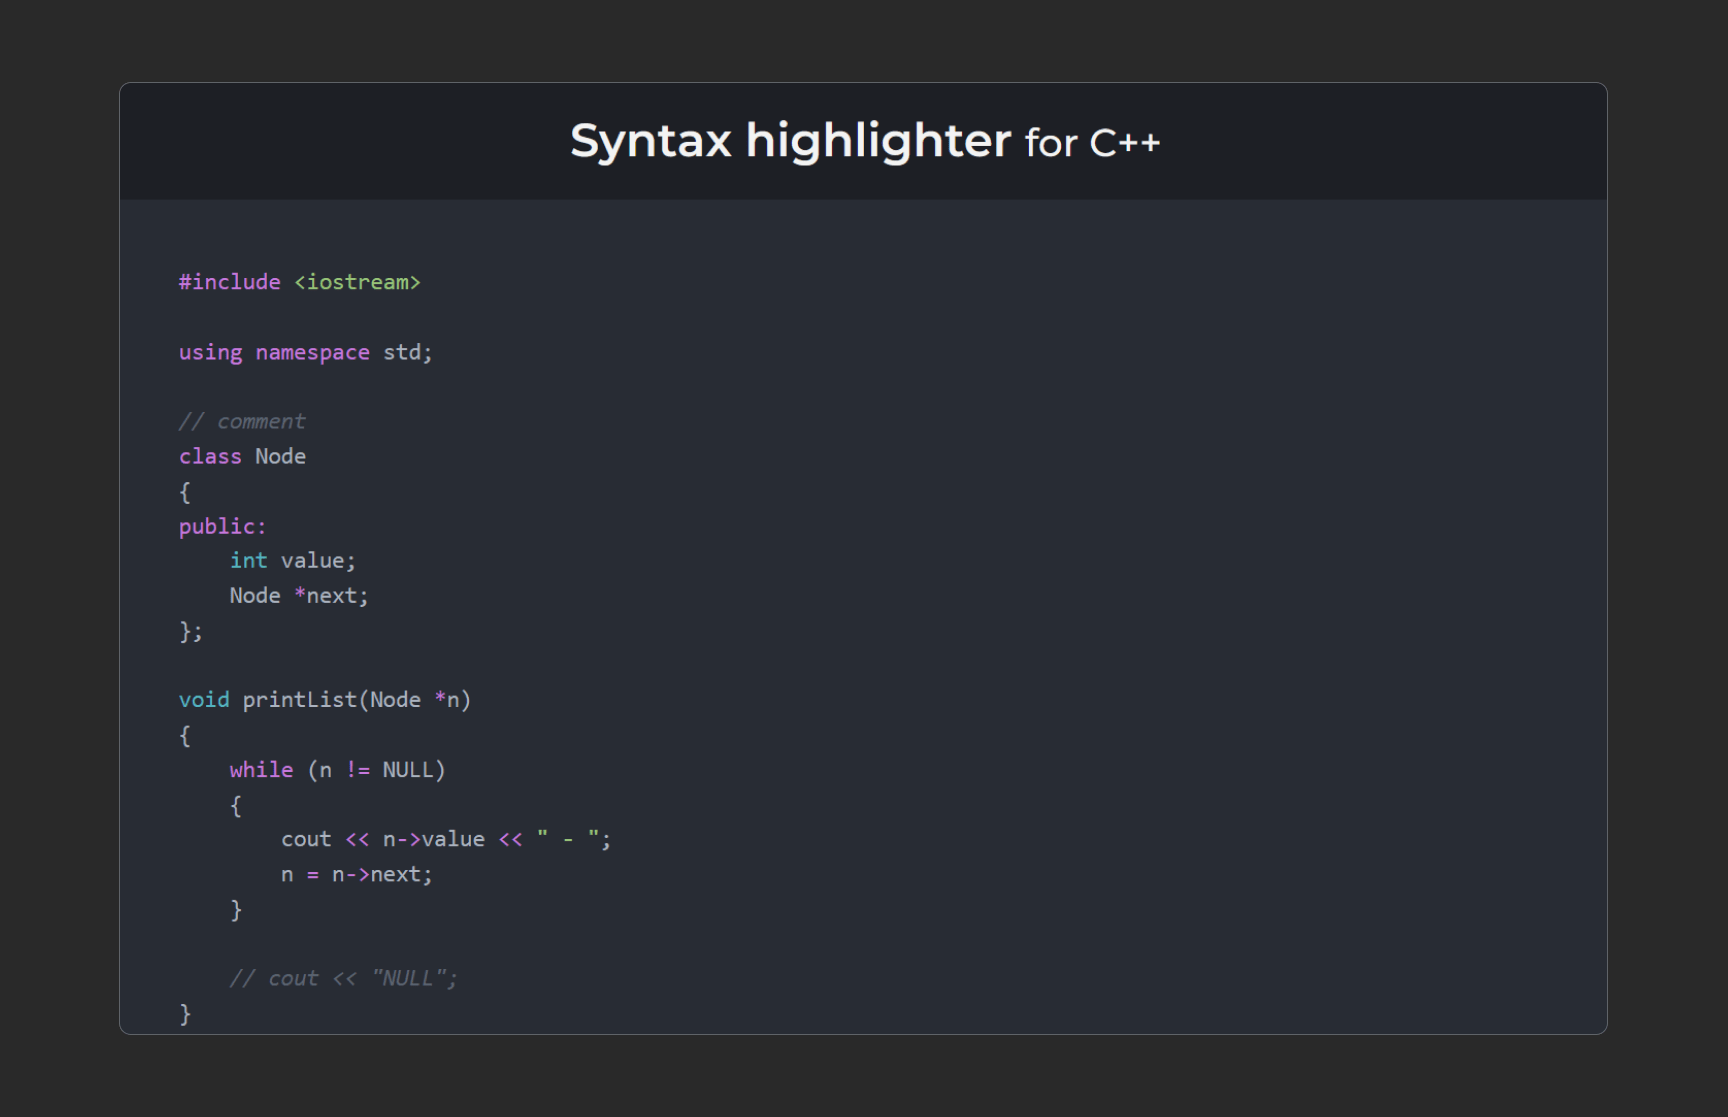 Syntax highlighter for C++
#include <iostream>
using namespace std;
// comment
class Node
{
public:
    int value;
    Node *next;
};
void printList(Node *n)
{
    while (n != NULL)
    {
        cout << n->value << " - ";
        n = n->next;
    }
    // cout << "NULL";
}